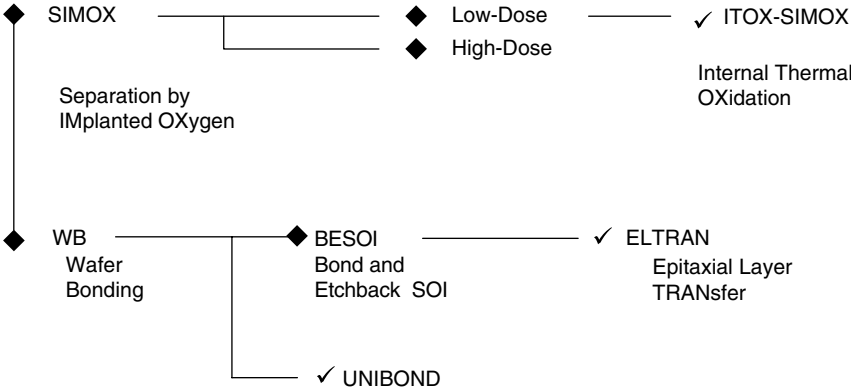 SIMOX
Low-Dose
ITOX-SIMOX
High-Dose
Internal Thermal
OXidation
Separation by
IMplanted OXygen
WB
Wafer
Bonding
BESOI
Bond and
Etchback SOI
ELTRAN
Epitaxial Layer
TRANsfer
UNIBOND